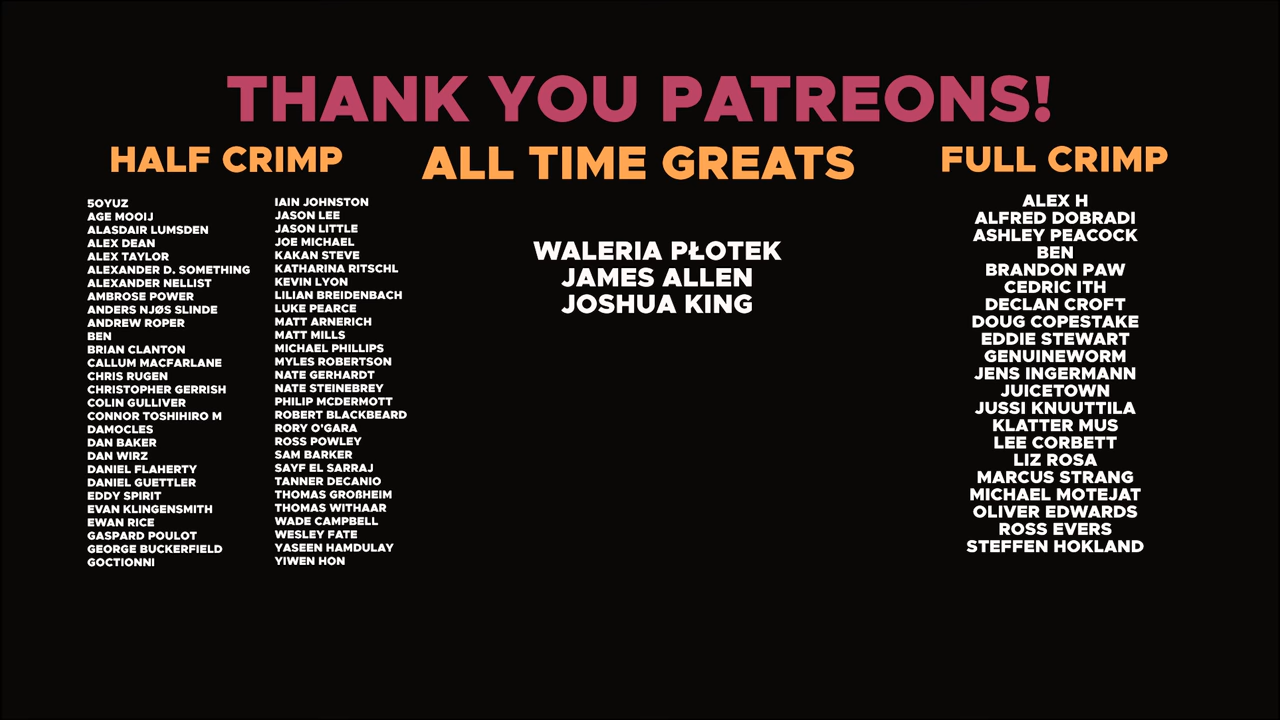 THANK YOU PATREONS!
HALF CRIMP
5OYUZ
AGE MOOIJ
ALASDAIR LUMSDEN
ALEX DEAN
ALEX TAYLOR
ALEXANDER D. SOMETHING
ALEXANDER NELLIST
AMBROSE POWER
ANDERS NJØS SLINDE
ANDREW ROPER
BEN
BRIAN CLANTON
CALLUM MACFARLANE
CHRIS RUGEN
CHRISTOPHER GERRISH
COLIN GULLIVER
CONNOR TOSHIHIRO M
DAMOCLES
DAN BAKER
DAN WIRZ
DANIEL FLAHERTY
DANIEL GUETTLER
EDDY SPIRIT
EVAN KLINGENSMITH
EWAN RICE
GASPARD POULOT
GEORGE BUCKERFIELD
GOCTIONNI
IAIN JOHNSTON
JASON LEE
JASON LITTLE
JOE MICHAEL
KAKAN STEVE
KATHARINA RITSCHL
KEVIN LYON
LILIAN BREIDENBACH
LUKE PEARCE
MATT ARNERICH
MATT MILLS
MICHAEL PHILLIPS
MYLES ROBERTSON
NATE GERHARDT
NATE STEINEBREY
PHILIP MCDERMOTT
ROBERT BLACKBEARD
RORY O'GARA
ROSS POWLEY
SAM BARKER
SAYF EL SARRAJ
TANNER DECANIO
THOMAS GROßHEIM
THOMAS WITHAAR
WADE CAMPBELL
WESLEY FATE
YASEEN HAMDULAY
YIWEN HON
ALL TIME GREATS
WALERIA PŁOTEK
JAMES ALLEN
JOSHUA KING
FULL CRIMP
ALEX H
ALFRED DOBRADI
ASHLEY PEACOCK
BEN
BRANDON PAW
CEDRIC ITH
DECLAN CROFT
DOUG COPESTAKE
EDDIE STEWART
GENUINEWORM
JENS INGERMANN
JUICETOWN
JUSSI KNUUTTILA
KLATTER MUS
LEE CORBETT
LIZ ROSA
MARCUS STRANG
MICHAEL MOTEJAT
OLIVER EDWARDS
ROSS EVERS
STEFFEN HOKLAND